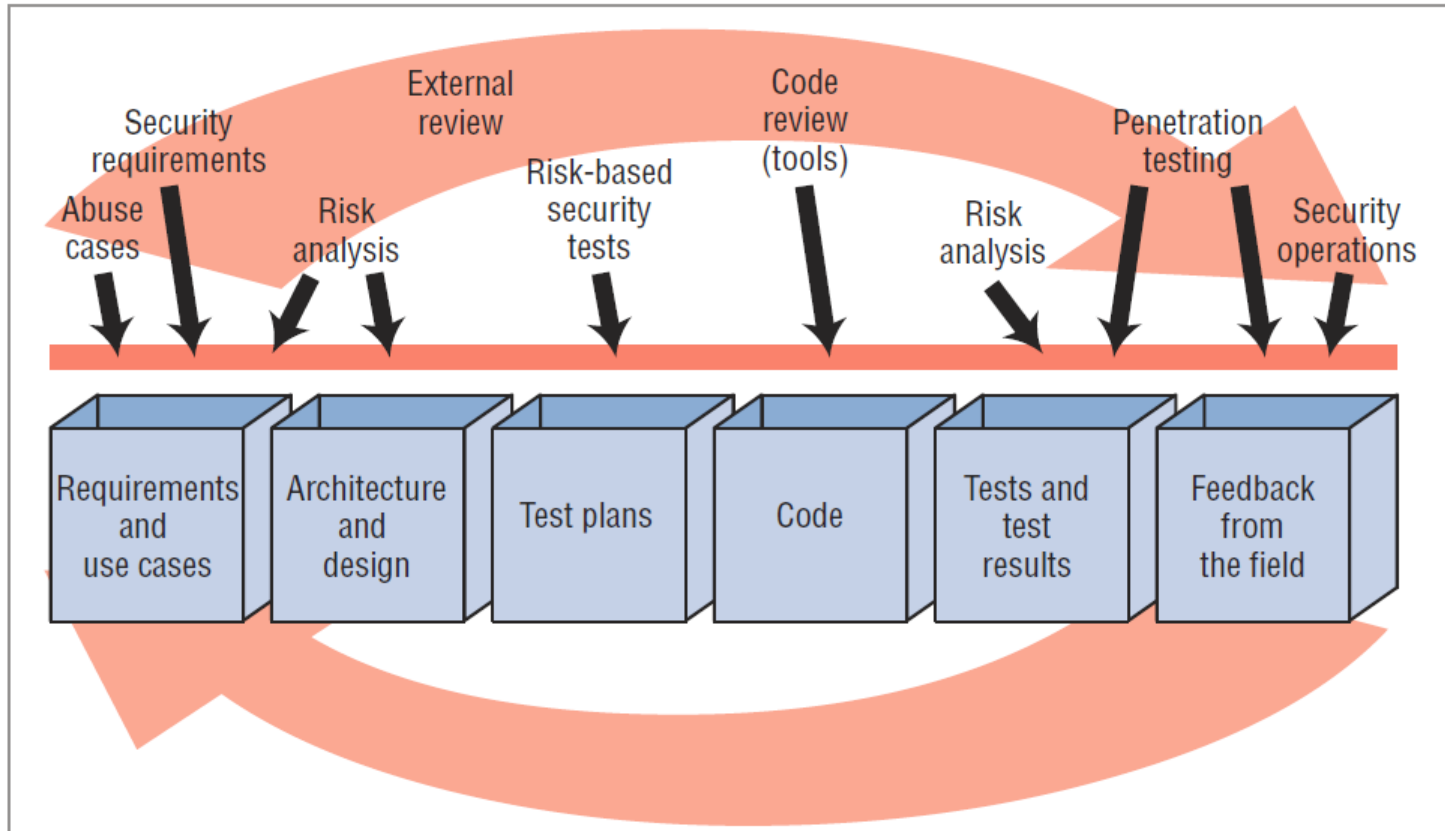 Security
requirements
Abuse
cases
External
review
Risk
analysis
Risk-based
security
tests
Code
review
(tools)
Risk
analysis
Penetration
testing
Security
operations
Requirements
and
use cases
Architecture
and
design
Test plans
Code
Tests and
test
results
Feedback
from
the field